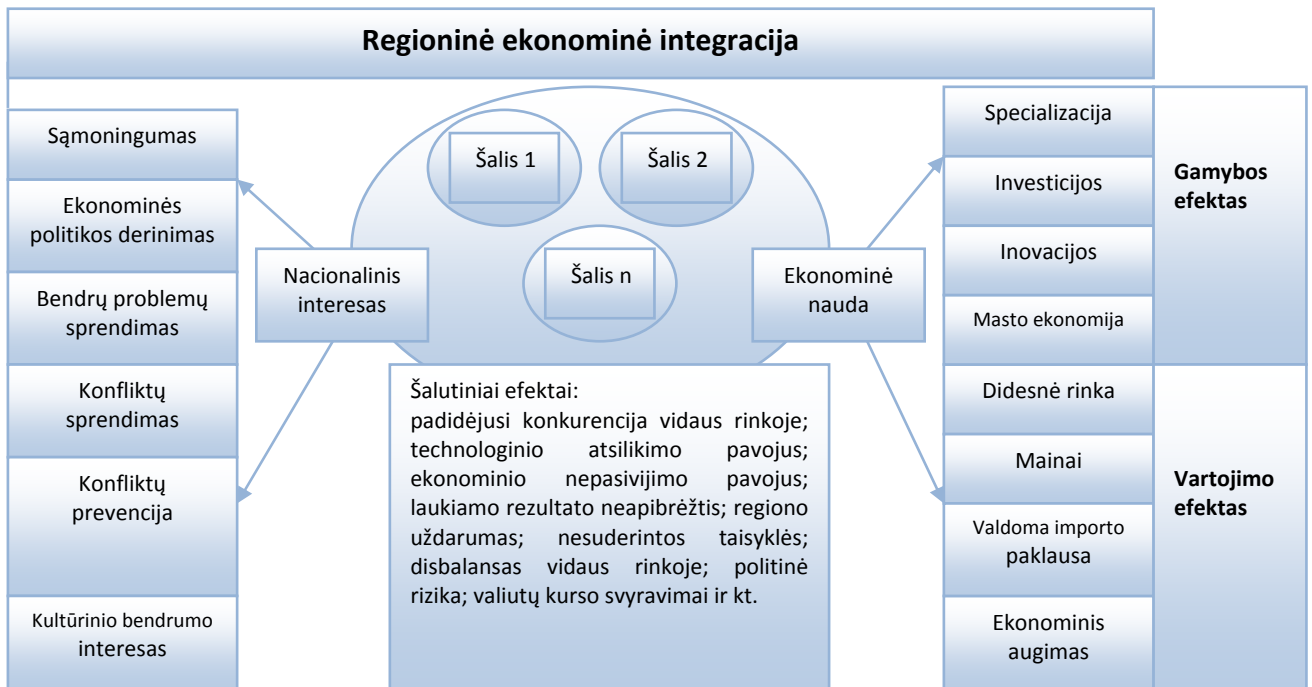 Regioninė ekonominė integracija
Sąmoningumas
Ekonominės
politikos derinimas
Bendrų problemų
sprendimas
Konfliktų
sprendimas
Konfliktų
prevencija
Kultūrinio bendrumo
interesas
Nacionalinis
interesas
Šalis 1
Šalis 2
Šalis n
Ekonominė
nauda
Šalutiniai efektai:
padidėjusi konkurencija vidaus rinkoje;
technologinio atsilikimo pavojus;
ekonominio nepasivijimo pavojus;
laukiamo rezultato neapibrėžtis; regiono
uždarumas; nesuderintos taisyklės;
disbalansas vidaus rinkoje; politinė
rizika; valiutų kurso svyravimai ir kt.
Specializacija
Investicijos
Inovacijos
Masto ekonomija
Didesnė rinka
Mainai
Valdoma importo
paklausa
Ekonominis
augimas
Gamybos
efektas
Vartojimo
efektas